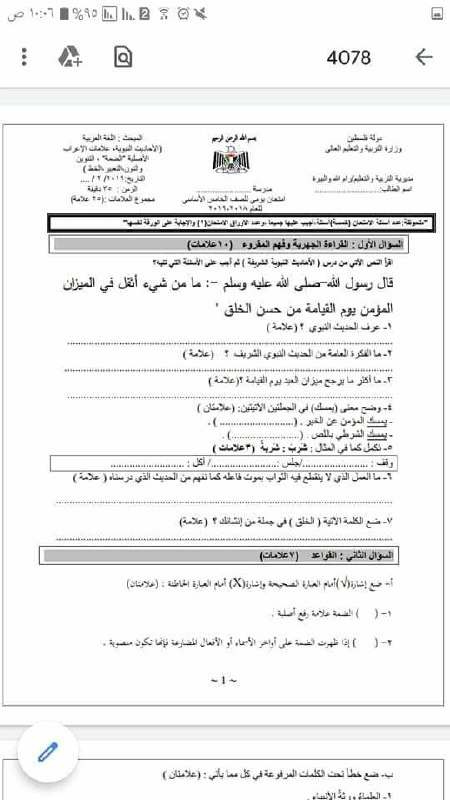 ص ١٠:٠٦ ٩٥%
4078
دولة فلسطين
وزارة التربية والتعليم العالي
مديرية التربية والتعليم/رام الله والبيرة
اسم الطالب:
بسم الله الرحمن الرحيم
مدرسة ....................
امتحان يومي للصف الخامس الأساسي
للعام ٢٠١٨-٢٠١٩
المبحث : اللغة العربية
(الأحاديث النبوية، علامات الإعراب
الأصلية "الضمة" ، التنوين
والنون،التعبير،الخط )
التاريخ:٢٠١٩/ ٢ / ....
الزمن : ٣٥ دقيقة
مجموع العلامات: (٢٥ علامة)
"ملحوظة: عدد أسئلة الامتحان (خمسة) أسئلة، أجيب عليها جميعا، وعدد الأوراق الامتحان(٢) والإجابة على الورقة نفسها"
السؤال الأول : القراءة الجهرية وفهم المقروء (١٠علامات)
اقرأ النص الآتي من درس ( الأحاديث النبوية الشريفة ) ثم أجب على الأسئلة التي تليه؟
قال رسول الله-صلى الله عليه وسلم -: ما من شيء أثقل في الميزان
المؤمن يوم القيامة من حسن الخلق "
١- عرف الحديث النبوي ؟ (علامة )
٢- ما الفكرة العامة من الحديث النبوي الشريف ؟ (علامة )
٣- ما أكثر ما يرجح ميزان العبد يوم القيامة ؟(علامة )
٤- وضح معنى (يمسك) في الجملتين الآتيتين: (علامتان )
- يمسك المؤمن عن الخير . (....................) .
- يمسك الشرطي باللص . (....................) .
٥- نكمل كما في المثال : شَرِبَ : شَربةً (٣علامات )
وقف : ..................../جلس : ..................../ أكل : ....................
٦- ما العمل الذي لا ينقطع فيه الثواب بموت فاعله كما نفهم من الحديث الذي درسناه ( علامة )
٧- ضع الكلمة الآتية ( الخلق ) في جملة من إنشائك ؟ (علامة)
السؤال الثاني : القواعد (٧علامات)
أ- ضع إشارة(√)أمام العبارة الصحيحة وإشارة(X) أمام العبارة الخاطئة : (علامتان)
١- ( ) الضمة علامة رفع أصلية .
٢- ( ) إذا ظهرت الضمة على أواخر الأسماء أو الأفعال المضارعة فإنها تكون منصوبة .
~ 1 ~
ب- ضع خطاً تحت الكلمات المرفوعة في كل مما يأتي : (علامتان )
١- العلماءُ ورثةُ الأنبياء.